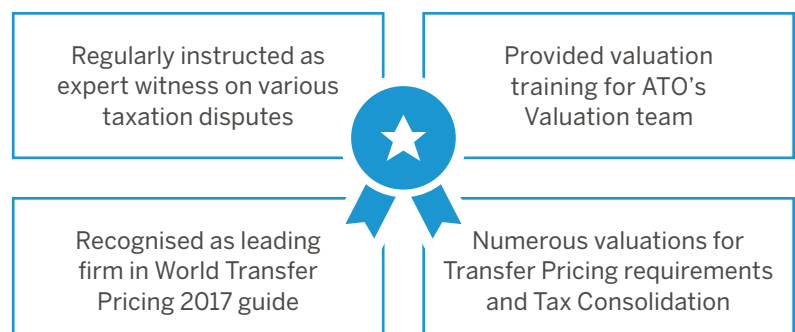 Regularly instructed as
expert witness on various
taxation disputes
Provided valuation
training for ATO's
Valuation team
Recognised as leading
firm in World Transfer
Pricing 2017 guide
Numerous valuations for
Transfer Pricing requirements
and Tax Consolidation